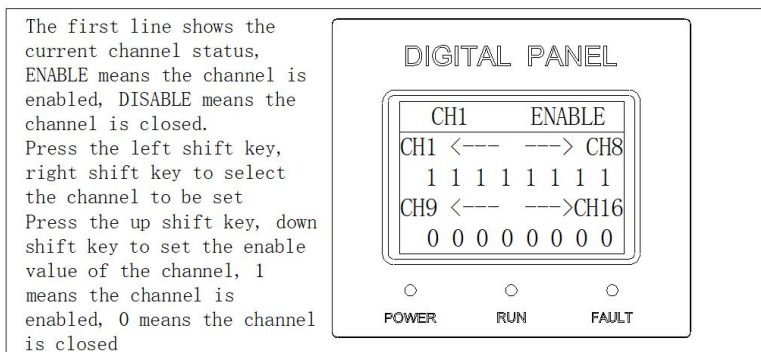 The first line shows the
current channel status,
ENABLE means the channel is
enabled, DISABLE means the
channel is closed.
Press the left shift key,
right shift key to select
the channel to be set
Press the up shift key, down
shift key to set the enable
value of the channel, 1
means the channel is
enabled, 0 means the channel
is closed
DIGITAL PANEL
CH1 ENABLE
CH1 <--- ---> CH8
1 1 1 1 1 1 1 1
CH9 <--- --->CH16
0 0 0 0 0 0 0 0
POWER RUN FAULT